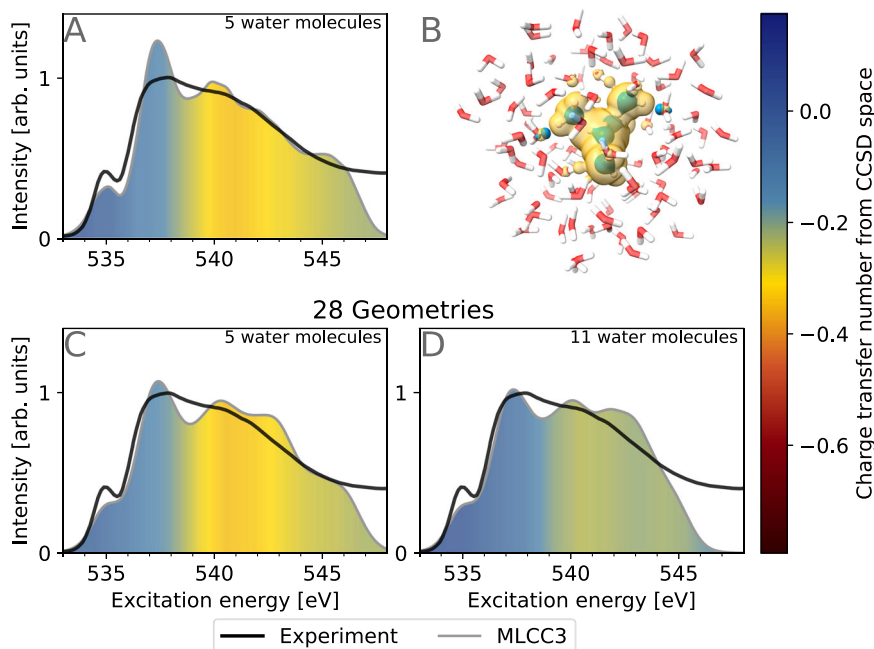 A
5 water molecules
Intensity [arb. units]
1
0
535
540
545
B
28 Geometries
C
5 water molecules
Intensity [arb. units]
1
0
535
540
545
Excitation energy [eV]
D
11 water molecules
1
0
535
540
545
Excitation energy [eV]
0.0
−0.2
−0.4
−0.6
Charge transfer number from CCSD space
Experiment
MLCC3